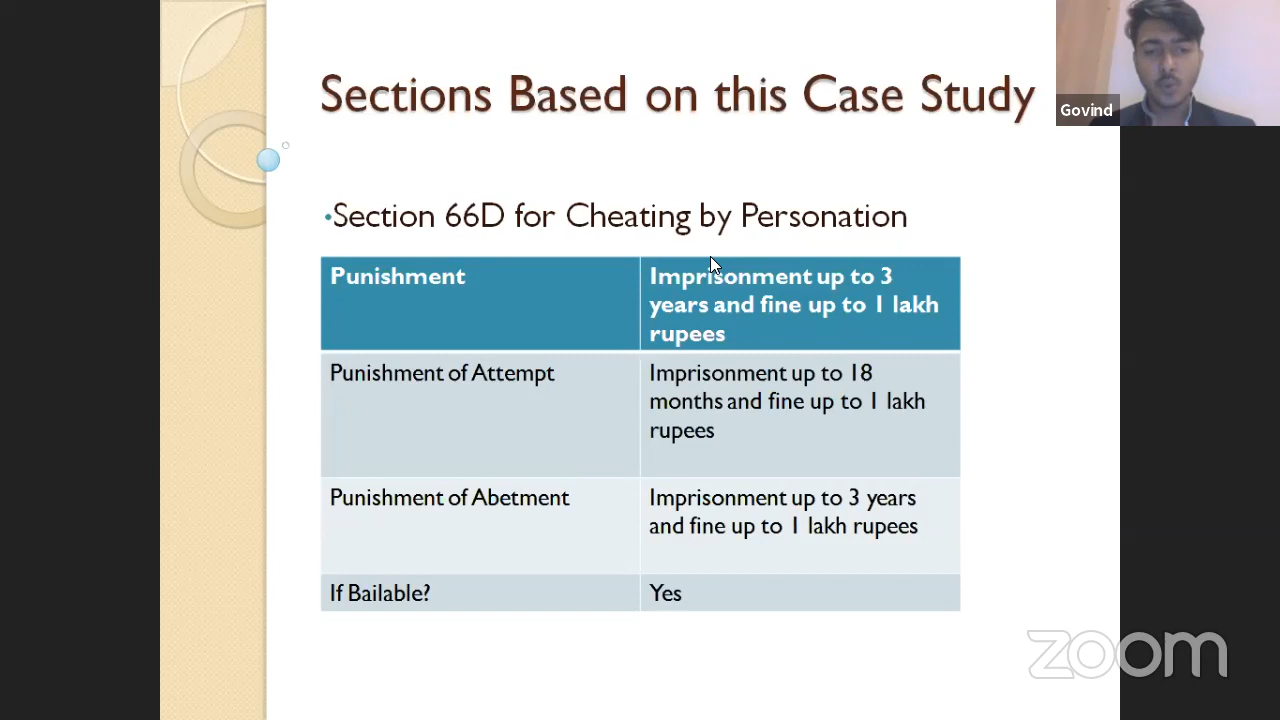 Sections Based on this Case Study
Govind
•Section 66D for Cheating by Personation
Punishment
Imprisonment up to 3
years and fine up to 1 lakh
rupees
Punishment of Attempt
Imprisonment up to 18
months and fine up to 1 lakh
rupees
Punishment of Abetment
Imprisonment up to 3 years
and fine up to 1 lakh rupees
If Bailable?
Yes
zoom